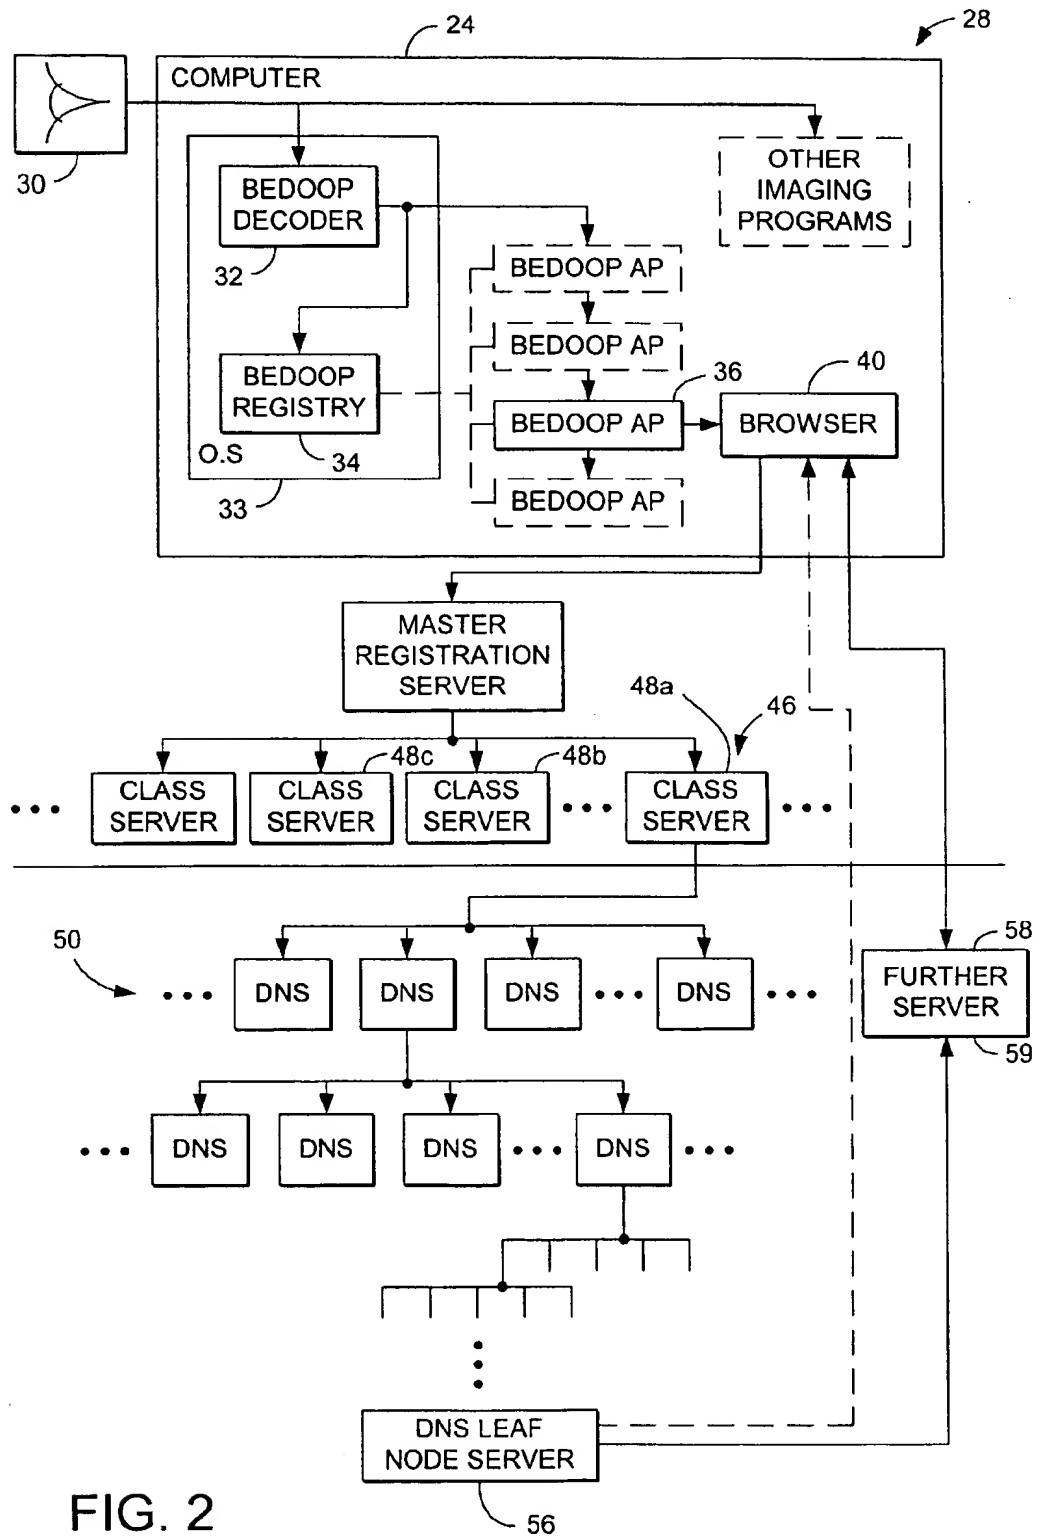 24
28
COMPUTER
30
OTHER
IMAGING
PROGRAMS
BEDOOP
DECODER
32
BEDOOP AP
BEDOOP AP
BEDOOP
REGISTRY
34
O.S
33
36
BEDOOP AP
40
BROWSER
BEDOOP AP
MASTER
REGISTRATION
SERVER
48a
46
48c
48b
CLASS
SERVER
CLASS
SERVER
CLASS
SERVER
CLASS
SERVER
50
DNS
DNS
DNS
DNS
58
FURTHER
SERVER
59
DNS
DNS
DNS
DNS
DNS LEAF
NODE SERVER
56
FIG. 2